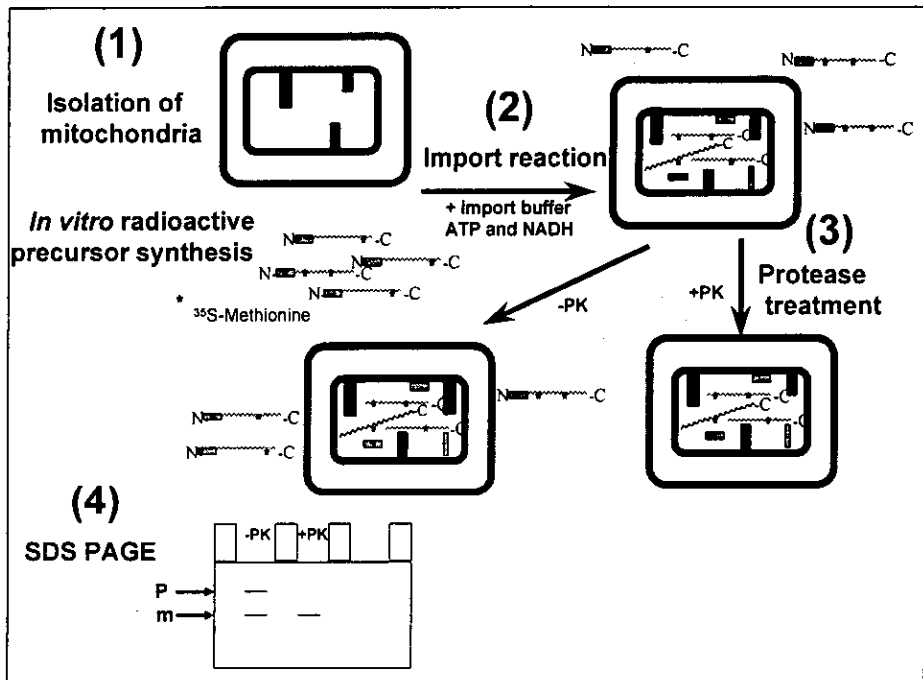 (1)
Isolation of
mitochondria
(2)
Import reaction
+ import buffer
ATP and NADH
N -C
N -C
N -C
-C
C
-C
In vitro radioactive
precursor synthesis
N -C
N -C
N -C
N -C
* ³⁵S-Methionine
(3)
Protease
treatment
-PK
+PK
N -C
N -C
N -C
-C
C
-C
-C
C
-C
(4)
SDS PAGE
-PK +PK
P
m